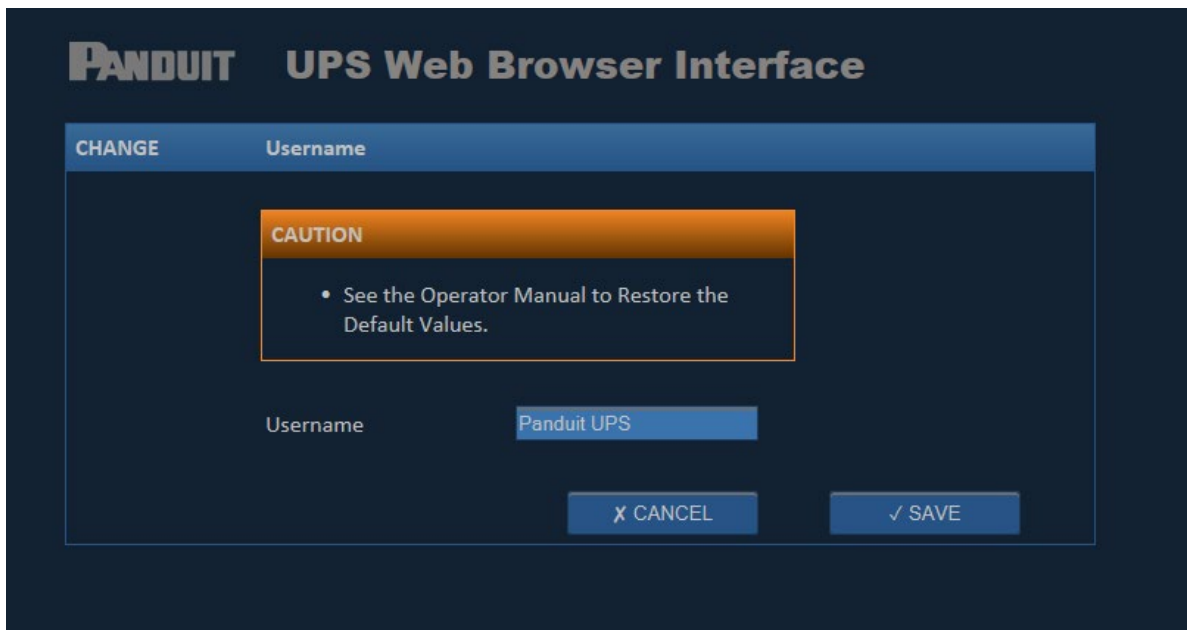 PANDUIT UPS Web Browser Interface
CHANGE Username
CAUTION
• See the Operator Manual to Restore the
Default Values.
Username Panduit UPS
✗ CANCEL ✓ SAVE